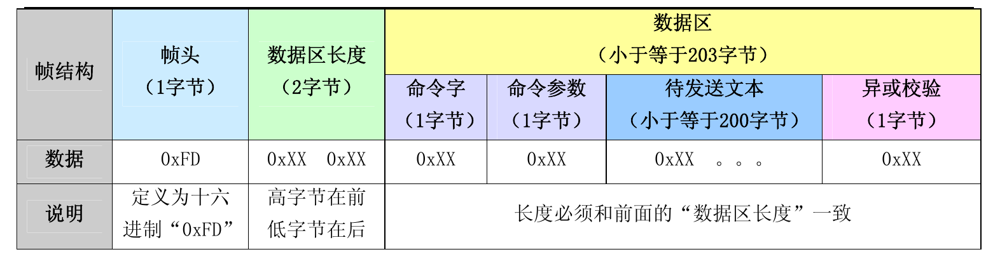 帧结构
帧头
（1字节）
数据区长度
（2字节）
数据区
（小于等于203字节）
命令字
（1字节）
命令参数
（1字节）
待发送文本
（小于等于200字节）
异或校验
（1字节）
数据
0xFD
0xXX 0xXX
0xXX
0xXX
0xXX 。。。
0xXX
说明
定义为十六
进制“0xFD”
高字节在前
低字节在后
长度必须和前面的“数据区长度”一致